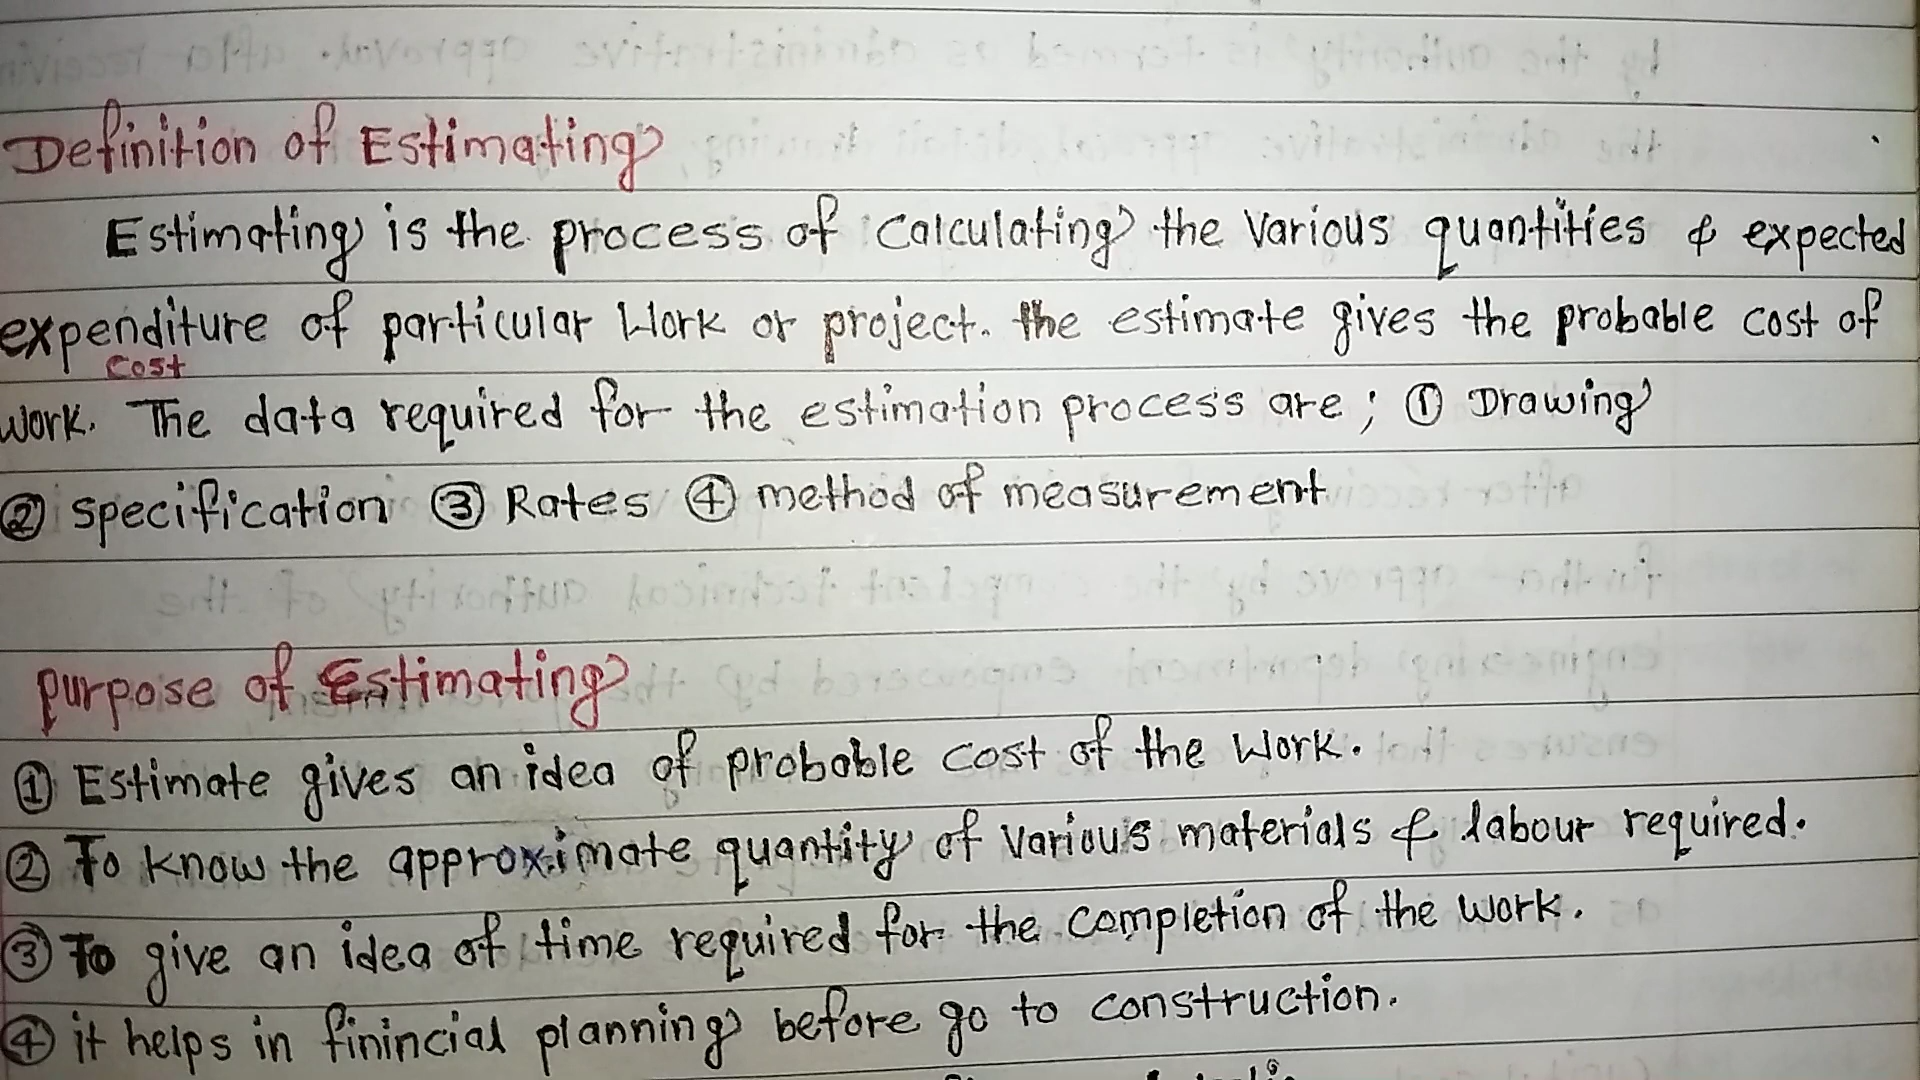 Definition of Estimating
Estimating is the process of calculating the various quantities & expected
expenditure of particular work or project. the estimate gives the probable cost of
cost
work. The data required for the estimation process are; ① Drawing
② specification ③ Rates ④ method of measurement
purpose of Estimating
① Estimate gives an idea of probable cost of the work.
② To know the approximate quantity of various materials & labour required.
③ To give an idea of time required for the completion of the work.
④ it helps in finincial planning before go to construction.